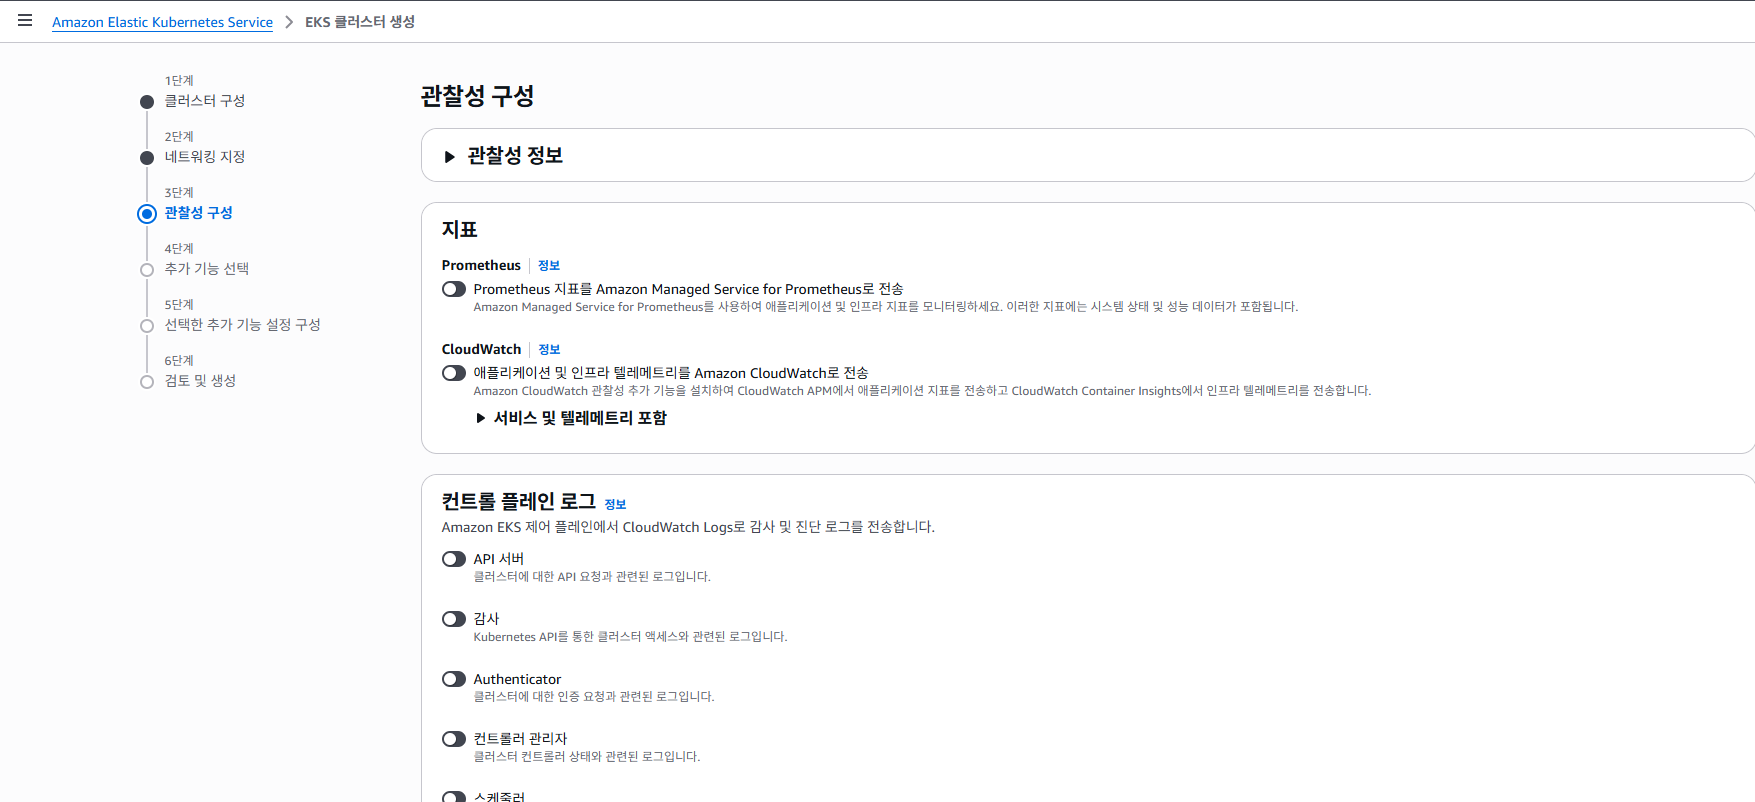 Amazon Elastic Kubernetes Service > EKS 클러스터 생성
1단계
클러스터 구성
2단계
네트워킹 지정
3단계
관찰성 구성
4단계
추가 기능 선택
5단계
선택한 추가 기능 설정 구성
6단계
검토 및 생성
관찰성 구성
관찰성 정보
지표
Prometheus 정보
Prometheus 지표를 Amazon Managed Service for Prometheus로 전송
Amazon Managed Service for Prometheus를 사용하여 애플리케이션 및 인프라 지표를 모니터링하세요. 이러한 지표에는 시스템 상태 및 성능 데이터가 포함됩니다.
CloudWatch 정보
애플리케이션 및 인프라 텔레메트리를 Amazon CloudWatch로 전송
Amazon CloudWatch 관찰성 추가 기능을 설치하여 CloudWatch APM에서 애플리케이션 지표를 전송하고 CloudWatch Container Insights에서 인프라 텔레메트리를 전송합니다.
서비스 및 텔레메트리 포함
컨트롤 플레인 로그 정보
Amazon EKS 제어 플레인에서 CloudWatch Logs로 감사 및 진단 로그를 전송합니다.
API 서버
클러스터에 대한 API 요청과 관련된 로그입니다.
감사
Kubernetes API를 통한 클러스터 액세스와 관련된 로그입니다.
Authenticator
클러스터에 대한 인증 요청과 관련된 로그입니다.
컨트롤러 관리자
클러스터 컨트롤러 상태와 관련된 로그입니다.
스케줄러